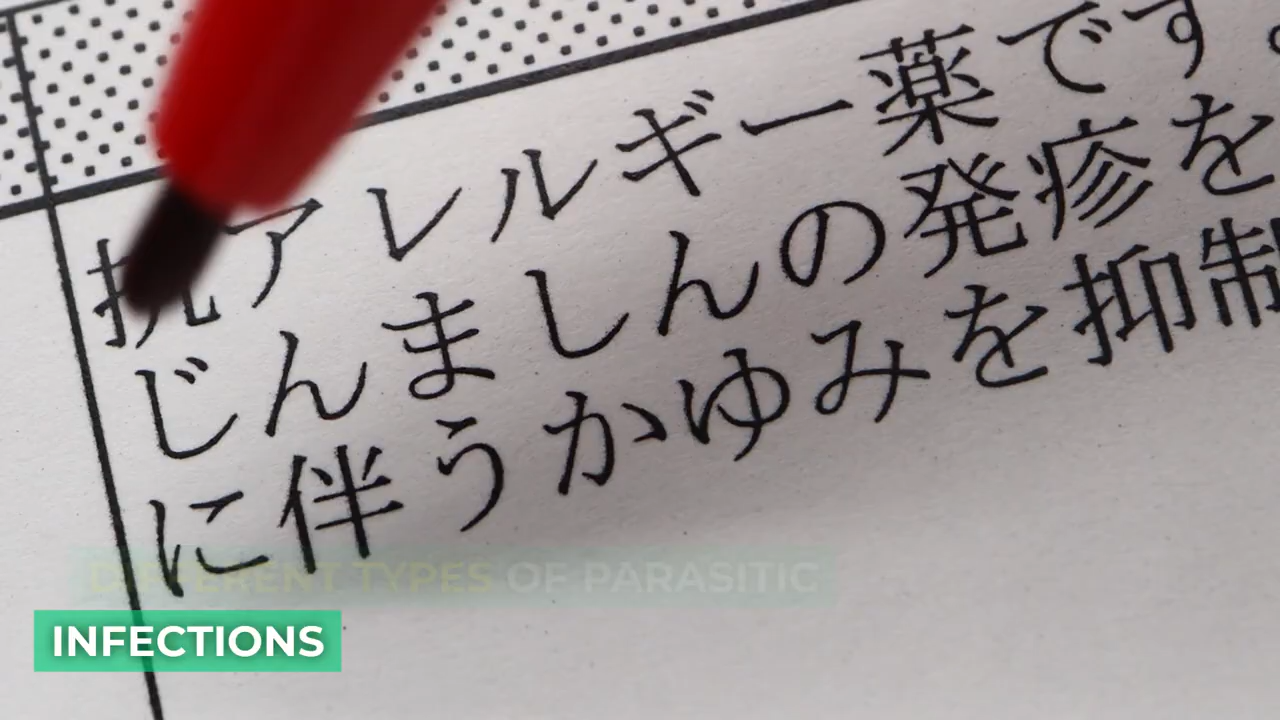 抗アレルギー薬です。
じんましんの発疹を
に伴うかゆみを抑制
DIFFERENT TYPES OF PARASITIC
INFECTIONS